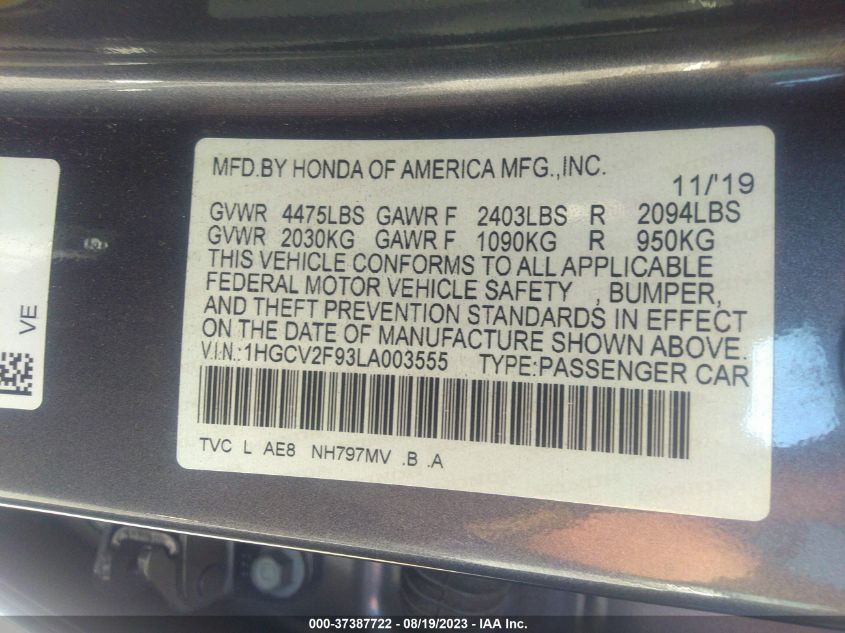 MFD.BY HONDA OF AMERICA MFG.,INC.
11/'19
GVWR 4475LBS GAWR F 2403LBS R 2094LBS
GVWR 2030KG GAWR F 1090KG R 950KG
THIS VEHICLE CONFORMS TO ALL APPLICABLE
FEDERAL MOTOR VEHICLE SAFETY , BUMPER,
AND THEFT PREVENTION STANDARDS IN EFFECT
ON THE DATE OF MANUFACTURE SHOWN ABOVE.
V.I.N.:1HGCV2F93LA003555 TYPE:PASSENGER CAR
TVC L AE8 NH797MV .B .A
VE
000-37387722 - 08/19/2023 - IAA Inc.